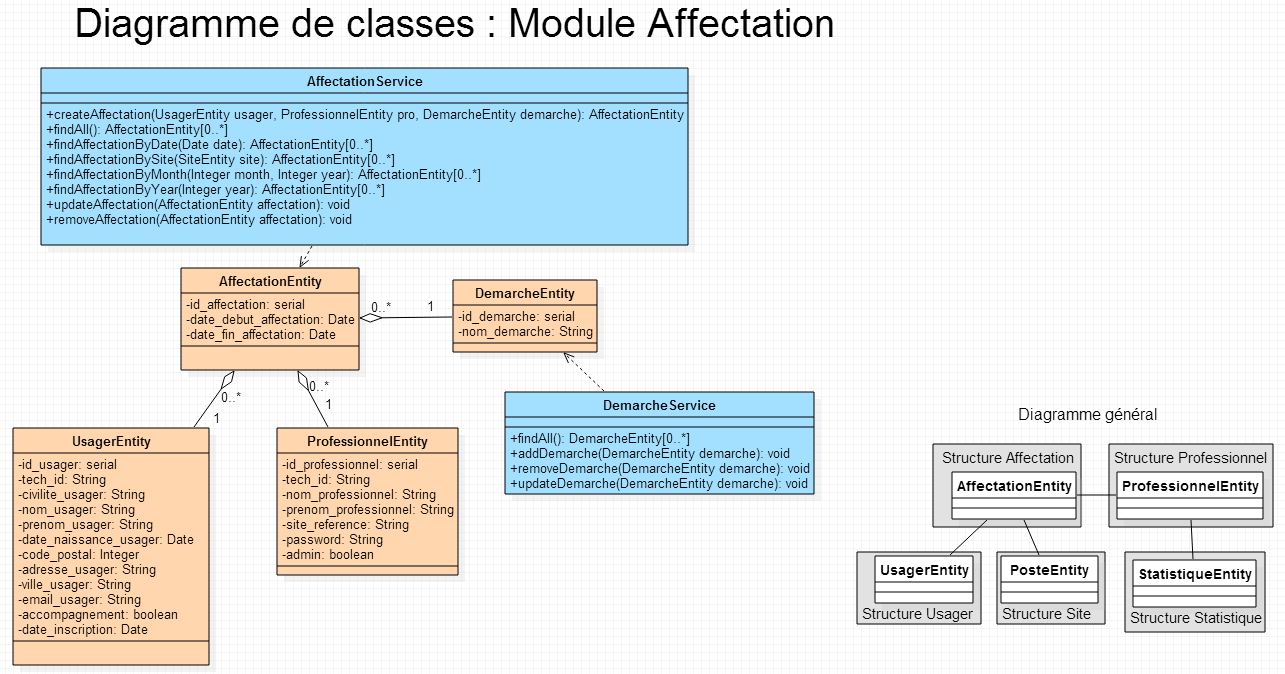 Diagramme de classes : Module Affectation
AffectationService
+createAffectation(UsagerEntity usager, ProfessionnelEntity pro, DemarcheEntity demarche): AffectationEntity
+findAll(): AffectationEntity[0..*]
+findAffectationByDate(Date date): AffectationEntity[0..*]
+findAffectationBySite(SiteEntity site): AffectationEntity[0..*]
+findAffectationByMonth(Integer month, Integer year): AffectationEntity[0..*]
+findAffectationByYear(Integer year): AffectationEntity[0..*]
+updateAffectation(AffectationEntity affectation): void
+removeAffectation(AffectationEntity affectation): void
AffectationEntity
-id_affectation: serial
-date_debut_affectation: Date
-date_fin_affectation: Date
0..*
1
DemarcheEntity
-id_demarche: serial
-nom_demarche: String
0..*
1
0..*
1
DemarcheService
+findAll(): DemarcheEntity[0..*]
+addDemarche(DemarcheEntity demarche): void
+removeDemarche(DemarcheEntity demarche): void
+updateDemarche(DemarcheEntity demarche): void
UsagerEntity
-id_usager: serial
-tech_id: String
-civilite_usager: String
-nom_usager: String
-prenom_usager: String
-date_naissance_usager: Date
-code_postal: Integer
-adresse_usager: String
-ville_usager: String
-email_usager: String
-accompagnement: boolean
-date_inscription: Date
ProfessionnelEntity
-id_professionnel: serial
-tech_id: String
-nom_professionnel: String
-prenom_professionnel: String
-site_reference: String
-password: String
-admin: boolean
Diagramme général
Structure Affectation
AffectationEntity
Structure Professionnel
ProfessionnelEntity
UsagerEntity
Structure Usager
PosteEntity
Structure Site
StatistiqueEntity
Structure Statistique